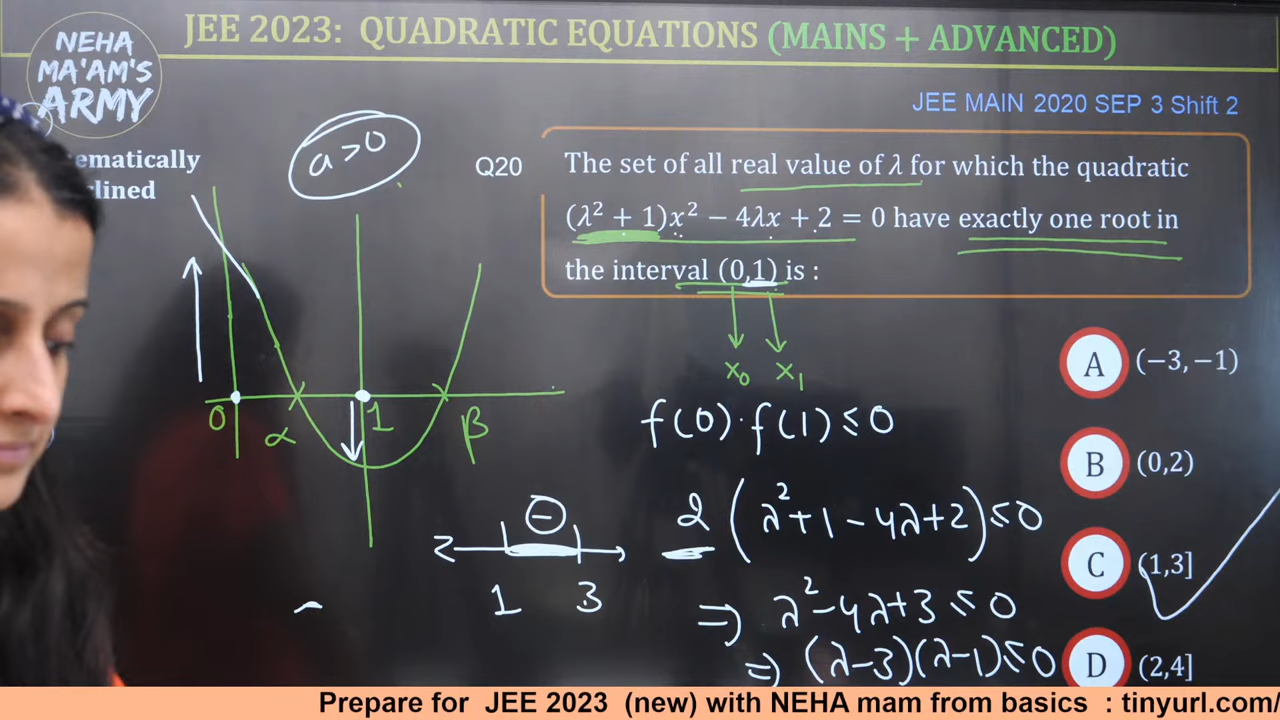 JEE 2023: QUADRATIC EQUATIONS (MAINS + ADVANCED)
NEHA
MA'AM'S
ARMY
JEE MAIN 2020 SEP 3 Shift 2
a > 0
Q20 The set of all real value of λ for which the quadratic
(λ² + 1)x² − 4λx + 2 = 0 have exactly one root in
the interval (0,1) is :
x₀ x₁
0 α 1 β
f(0)·f(1) ≤ 0
2 (λ²+1−4λ+2) ≤ 0
⊖
1 3
⇒ λ²−4λ+3 ≤ 0
⇒ (λ−3)(λ−1) ≤ 0
A (−3, −1)
B (0,2)
C (1,3]
D (2,4]
Prepare for JEE 2023 (new) with NEHA mam from basics : tinyurl.com/